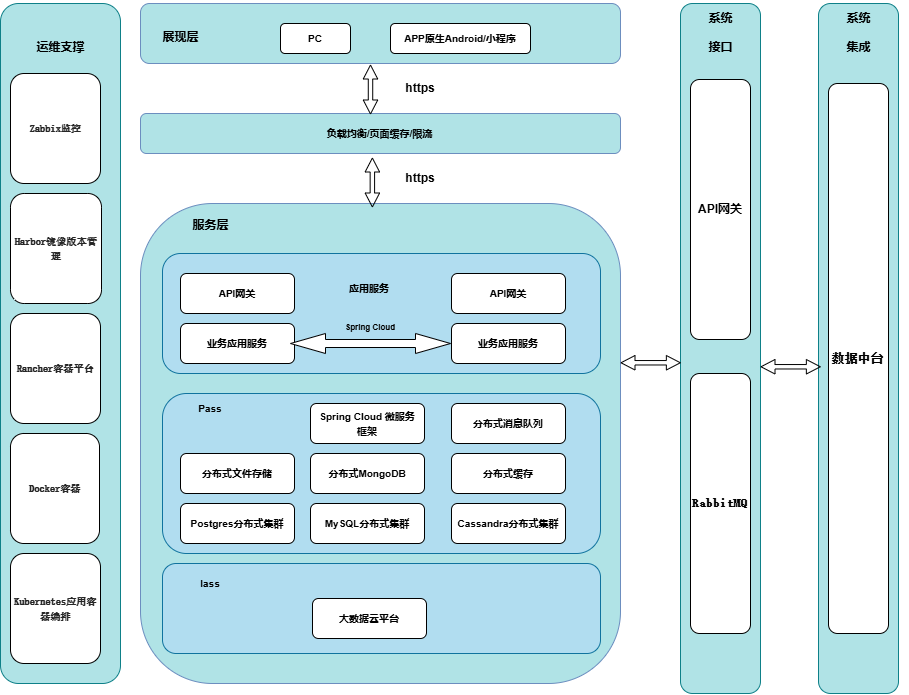 运维支撑
Zabbix监控
Harbor镜像版本管
理
Rancher容器平台
Docker容器
Kubernetes应用容
器编排
展现层
PC
APP原生Android/小程序
https
负载均衡/页面缓存/限流
https
服务层
应用服务
API网关
API网关
Spring Cloud
业务应用服务
业务应用服务
Pass
Spring Cloud 微服务
框架
分布式消息队列
分布式文件存储
分布式MongoDB
分布式缓存
Postgres分布式集群
MySQL分布式集群
Cassandra分布式集群
Iass
大数据云平台
系统
接口
API网关
RabbitMQ
系统
集成
数据中台